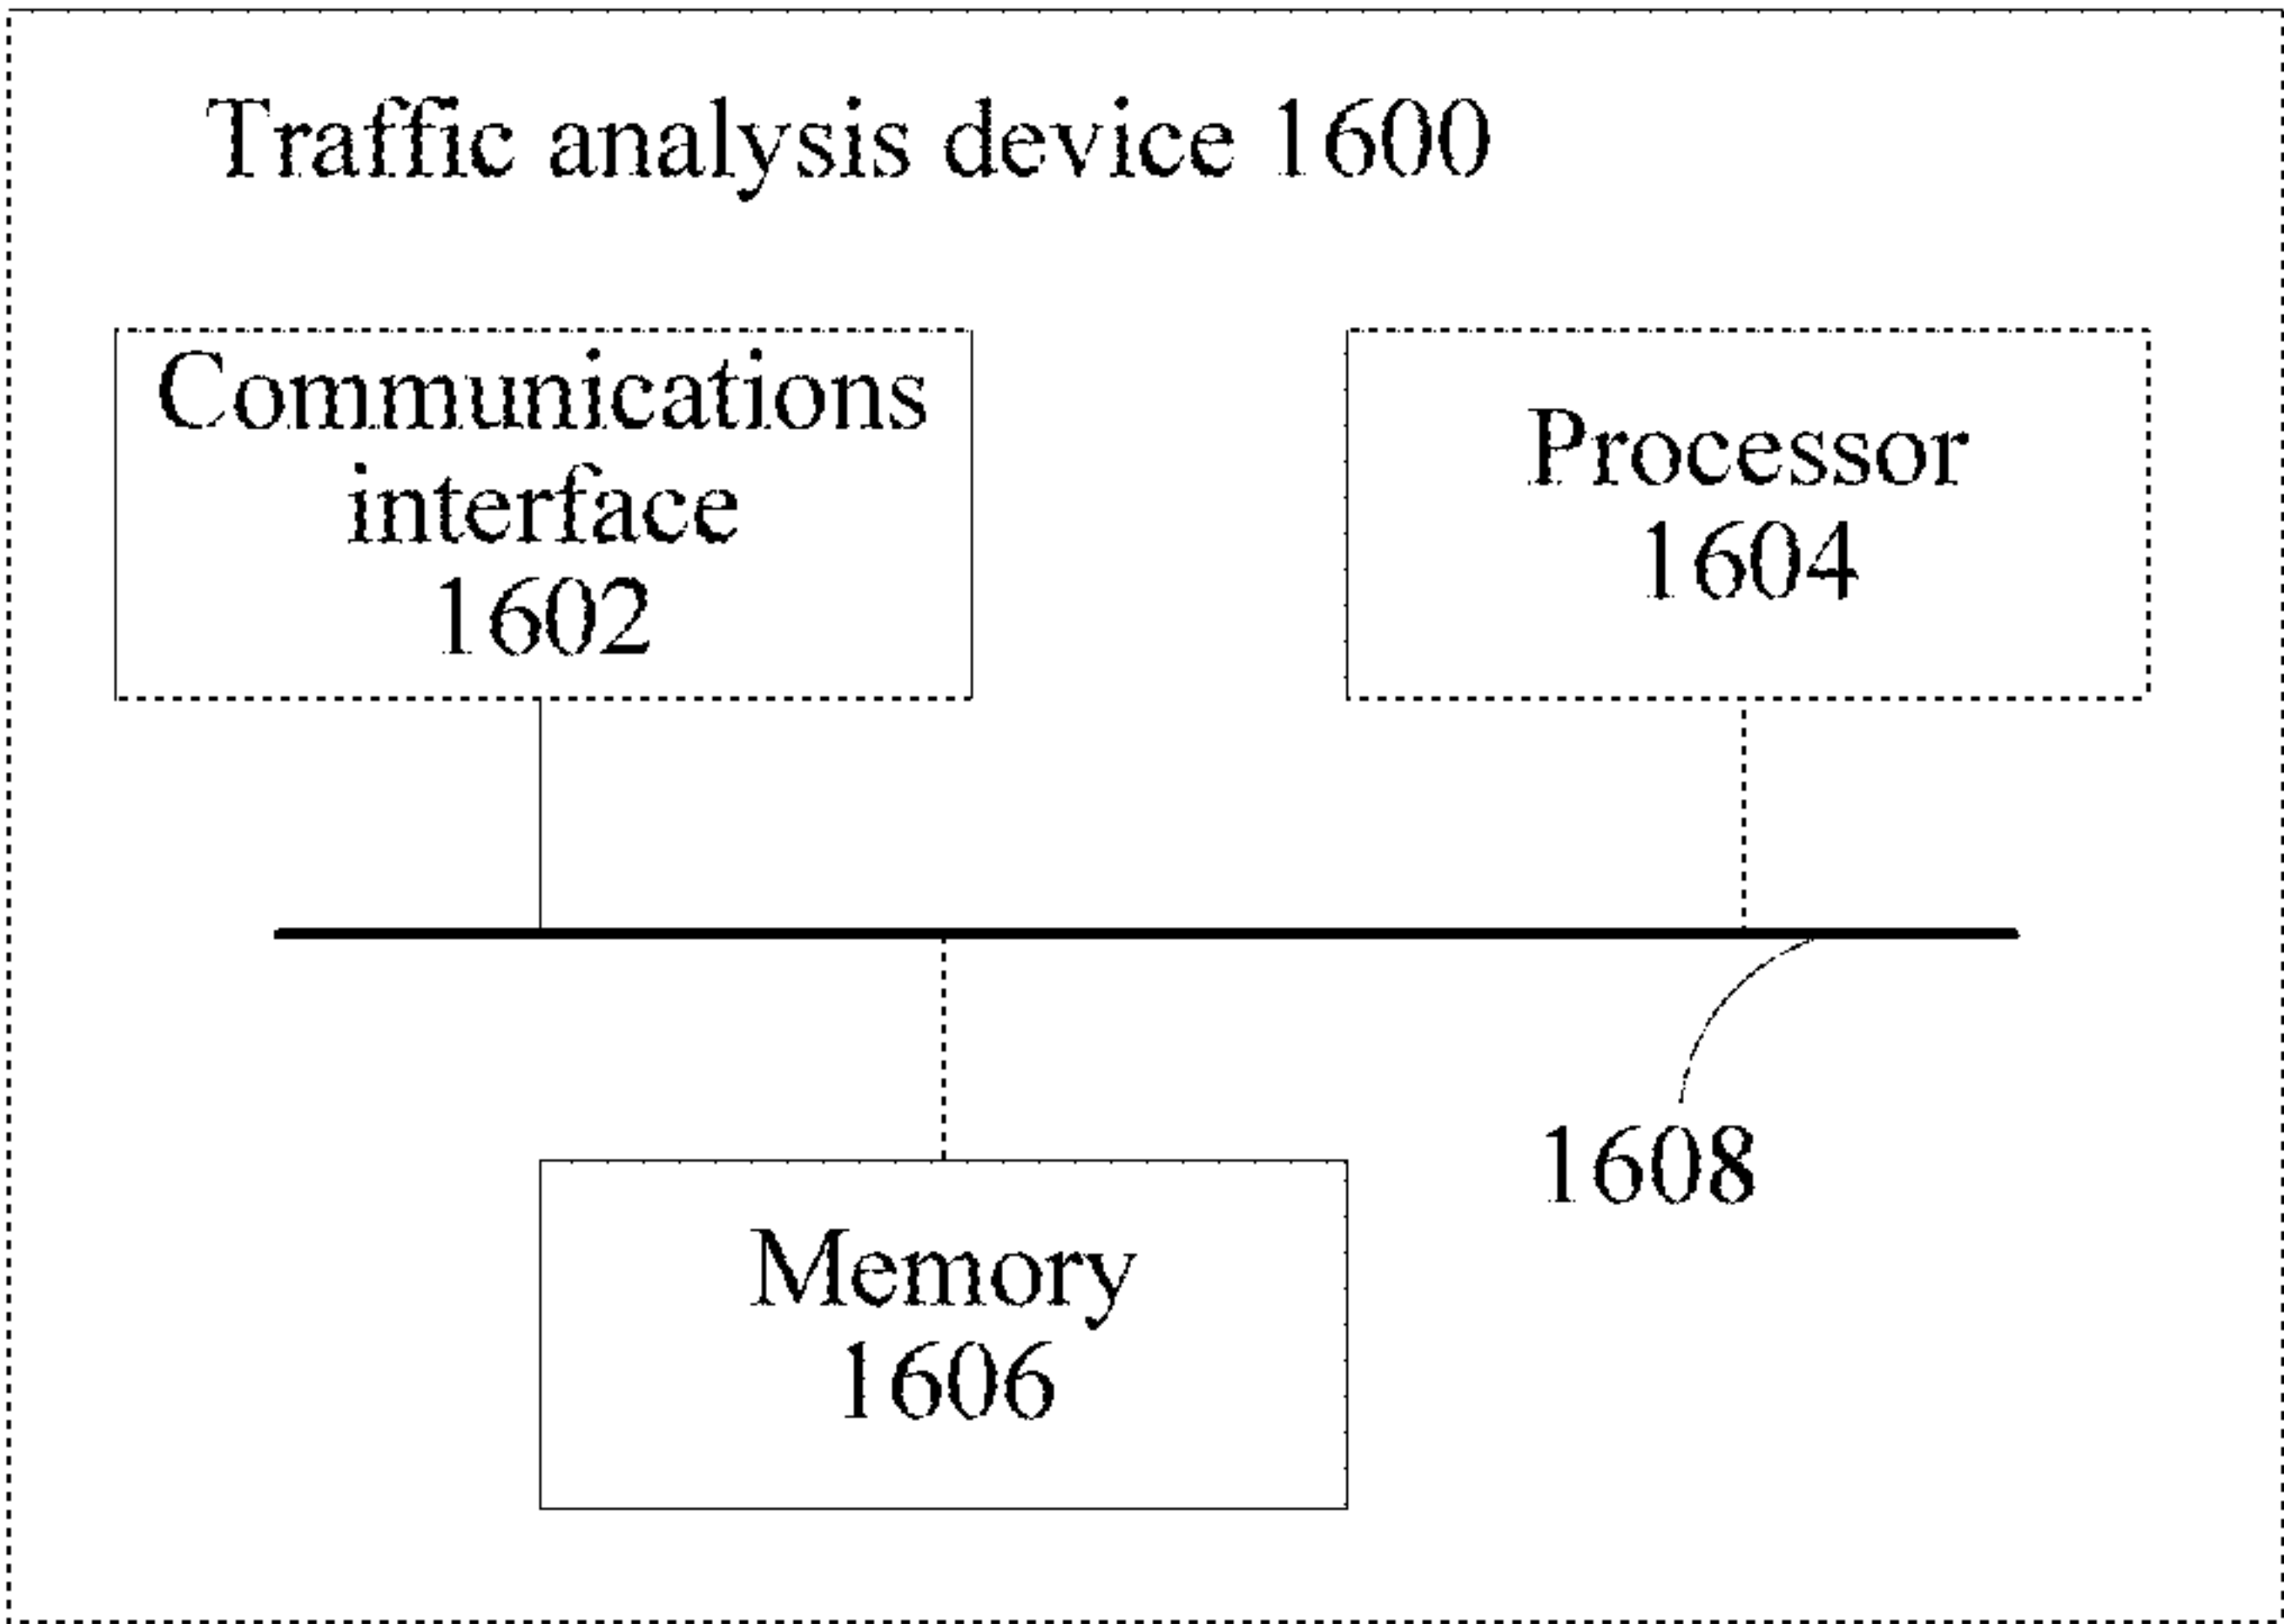 Traffic analysis device 1600
Communications
interface
1602
Processor
1604
1608
Memory
1606